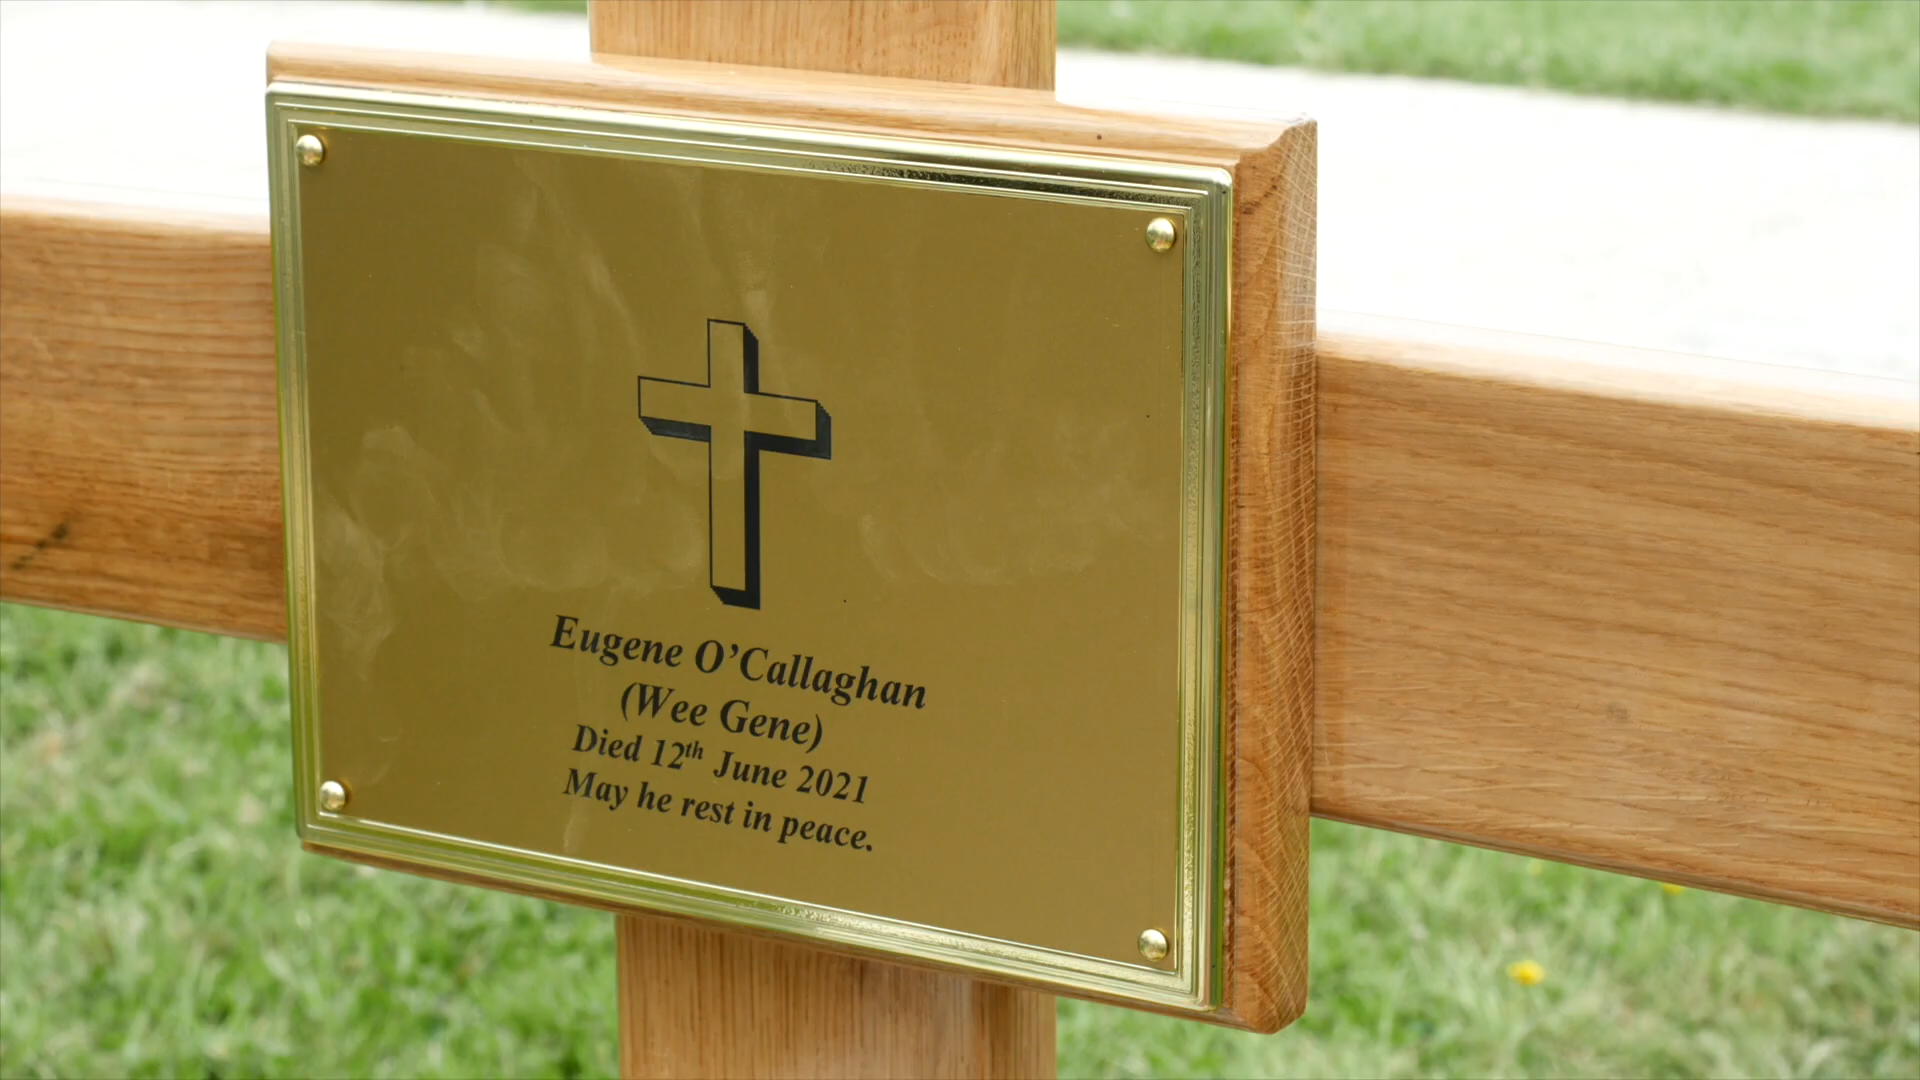 Eugene O’Callaghan
(Wee Gene)
Died 12th June 2021
May he rest in peace.